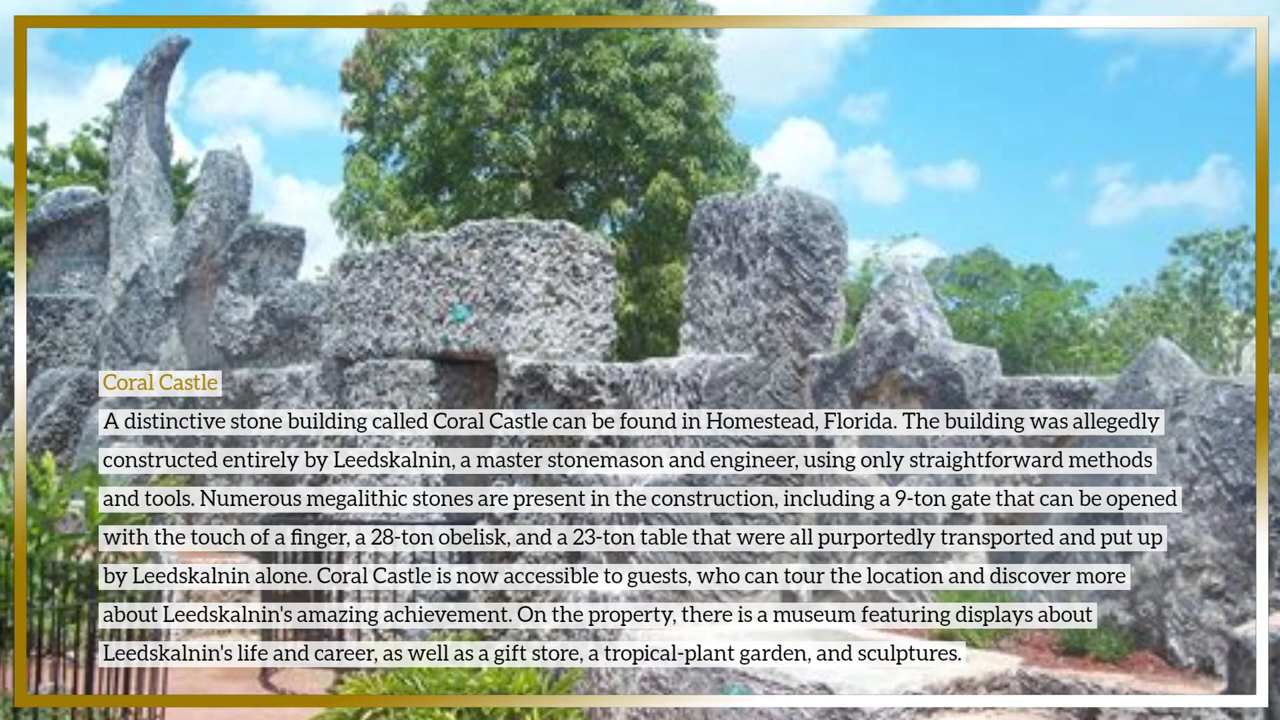 Coral Castle
A distinctive stone building called Coral Castle can be found in Homestead, Florida. The building was allegedly
constructed entirely by Leedskalnin, a master stonemason and engineer, using only straightforward methods
and tools. Numerous megalithic stones are present in the construction, including a 9-ton gate that can be opened
with the touch of a finger, a 28-ton obelisk, and a 23-ton table that were all purportedly transported and put up
by Leedskalnin alone. Coral Castle is now accessible to guests, who can tour the location and discover more
about Leedskalnin's amazing achievement. On the property, there is a museum featuring displays about
Leedskalnin's life and career, as well as a gift store, a tropical-plant garden, and sculptures.